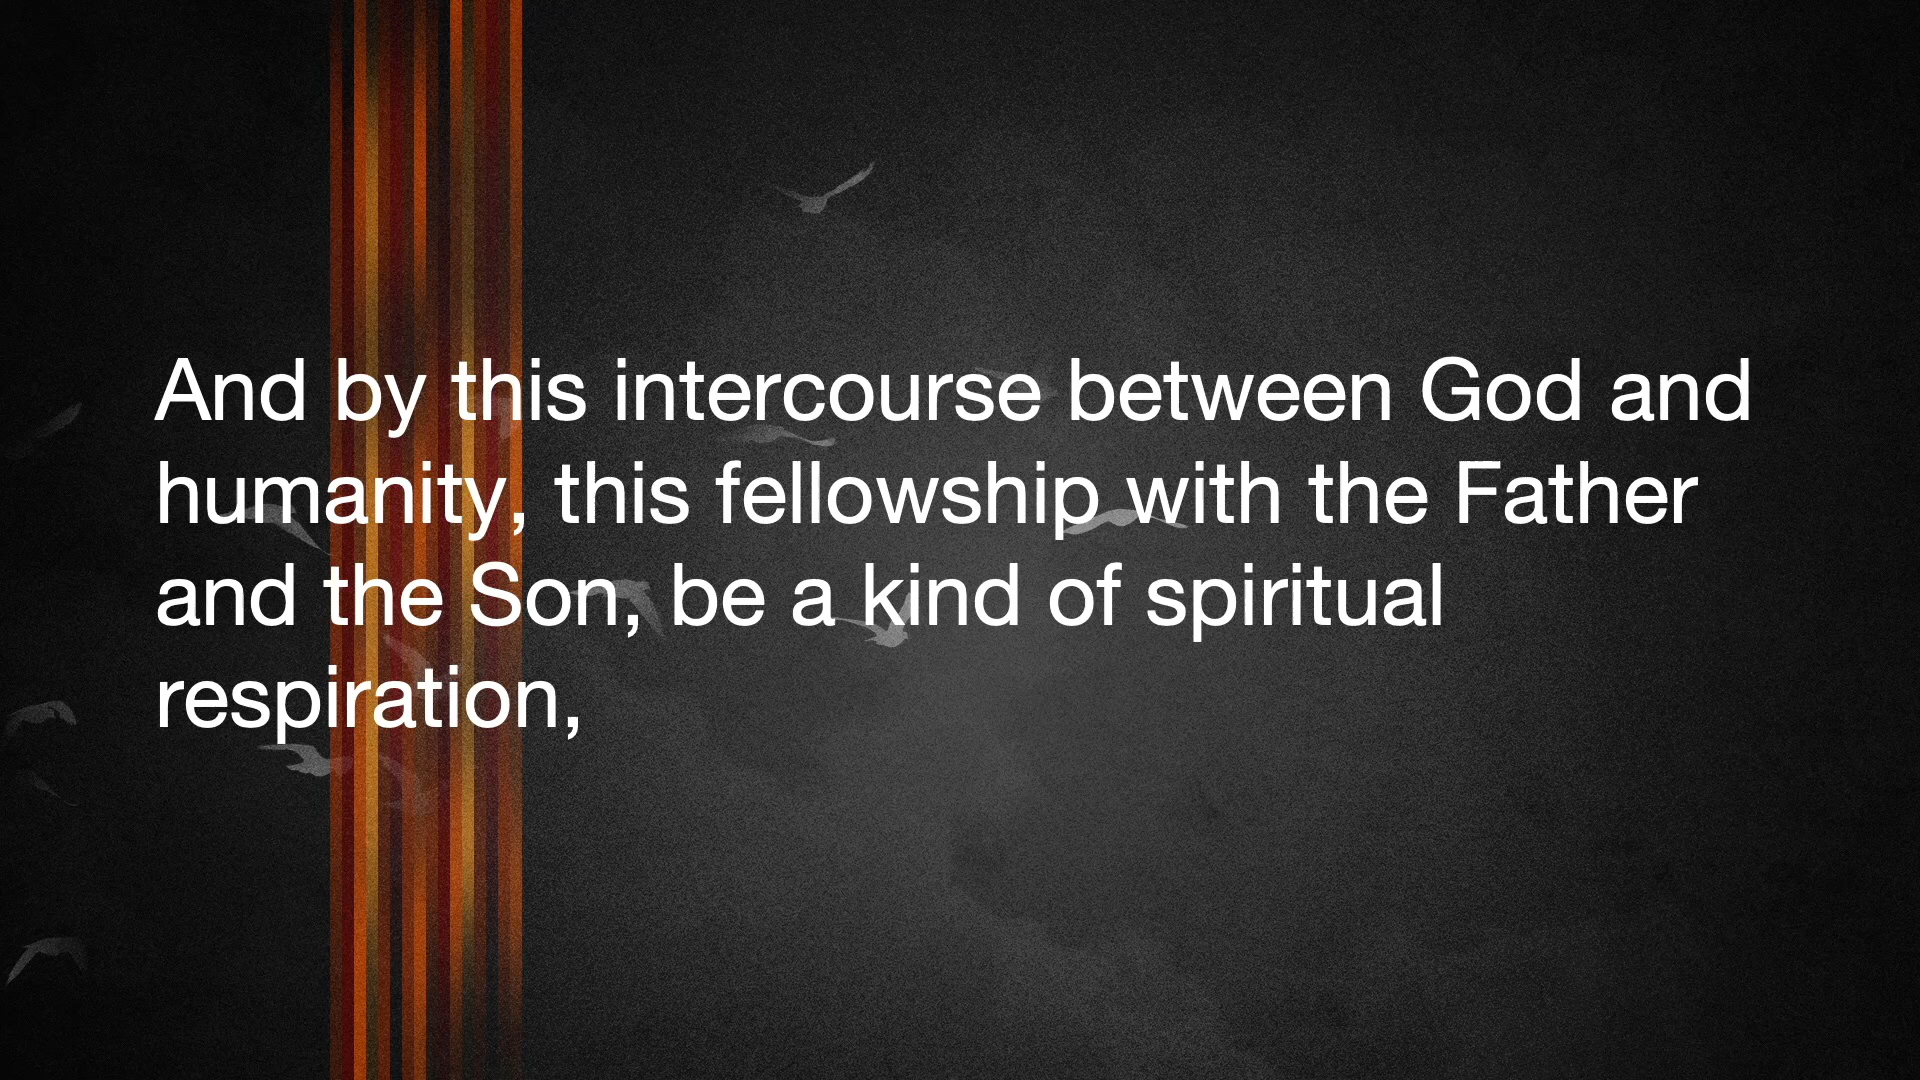 And by this intercourse between God and
humanity, this fellowship with the Father
and the Son, be a kind of spiritual
respiration,